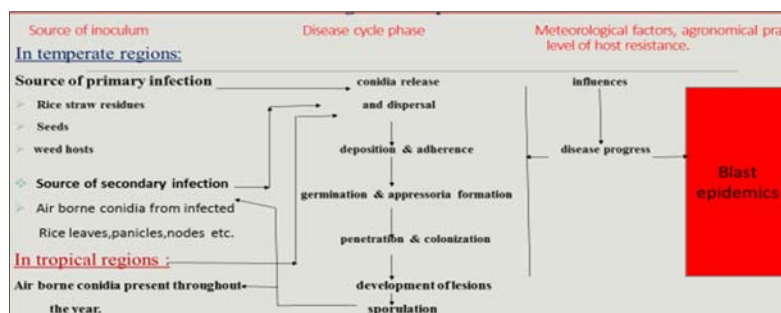 Source of inoculum
Disease cycle phase
Meteorological factors, agronomical pra
level of host resistance.
In temperate regions:
Source of primary infection
Rice straw residues
Seeds
weed hosts
Source of secondary infection
Air borne conidia from infected
Rice leaves,panicles,nodes etc.
In tropical regions :
Air borne conidia present throughout
the year.
conidia release
and dispersal
deposition & adherence
germination & appressoria formation
penetration & colonization
development of lesions
sporulation
influences
disease progress
Blast
epidemics